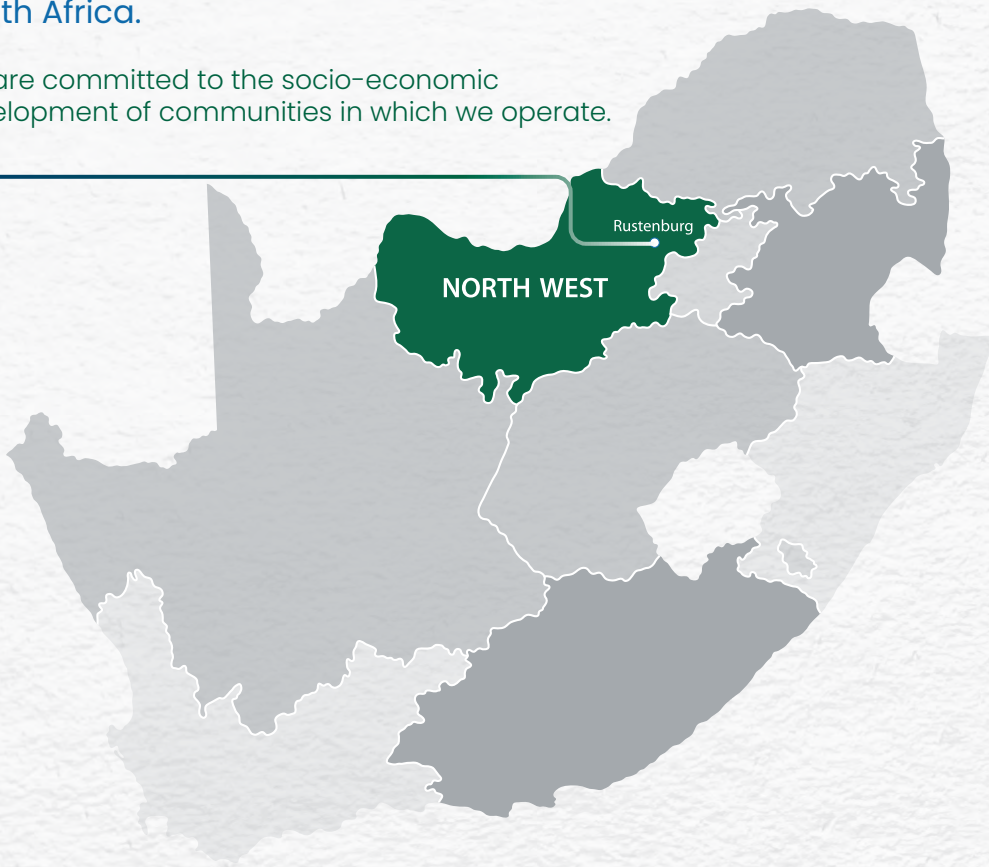 th Africa.
are committed to the socio-economic
elopment of communities in which we operate.
Rustenburg
NORTH WEST